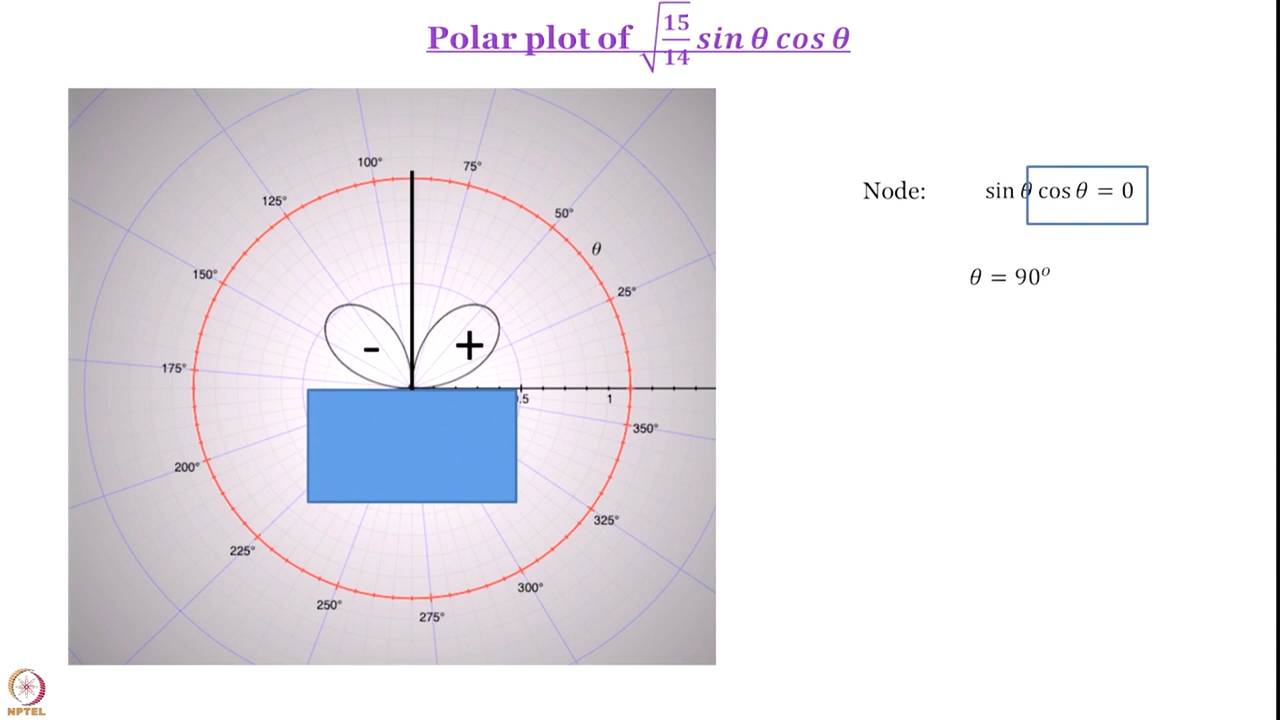 Polar plot of √(15/14) sin θ cos θ
Node: sin θ cos θ = 0
θ = 90°
100° 75°
125° 50°
θ
150° 25°
- +
175°
.5 1
350°
200°
325°
225°
300°
250° 275°
NPTEL